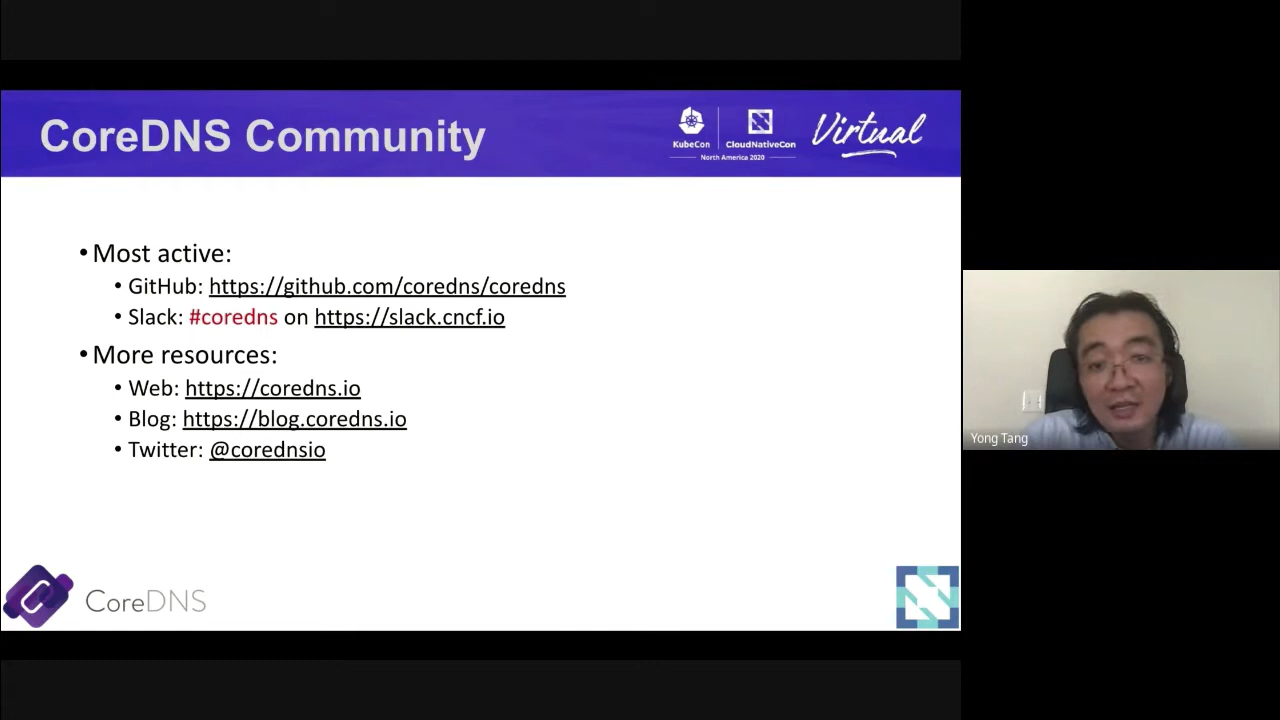 CoreDNS Community
KubeCon
CloudNativeCon
North America 2020
Virtual
• Most active:
• GitHub: https://github.com/coredns/coredns
• Slack: #coredns on https://slack.cncf.io
• More resources:
• Web: https://coredns.io
• Blog: https://blog.coredns.io
• Twitter: @corednsio
CoreDNS
Yong Tang